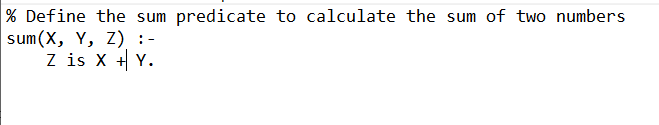 % Define the sum predicate to calculate the sum of two numbers
sum(X, Y, Z) :-
    Z is X + Y.